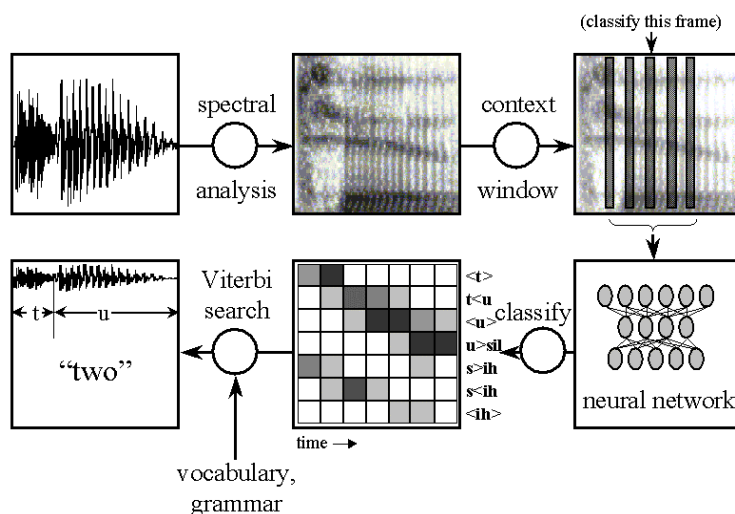 (classify this frame)
spectral
analysis
context
window
t
u
“two”
Viterbi
search
vocabulary,
grammar
<t>
t<u
<u>
u>sil
s>ih
s<ih
<ih>
time
classify
neural network